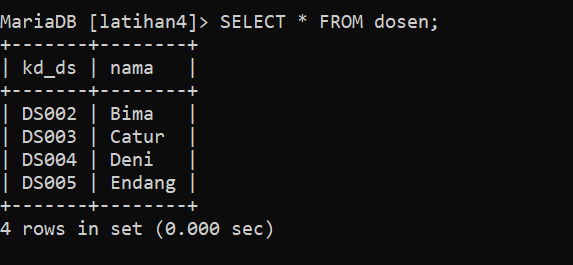 MariaDB [latihan4]> SELECT * FROM dosen;
+-------+--------+
| kd_ds | nama   |
+-------+--------+
| DS002 | Bima   |
| DS003 | Catur  |
| DS004 | Deni   |
| DS005 | Endang |
+-------+--------+
4 rows in set (0.000 sec)